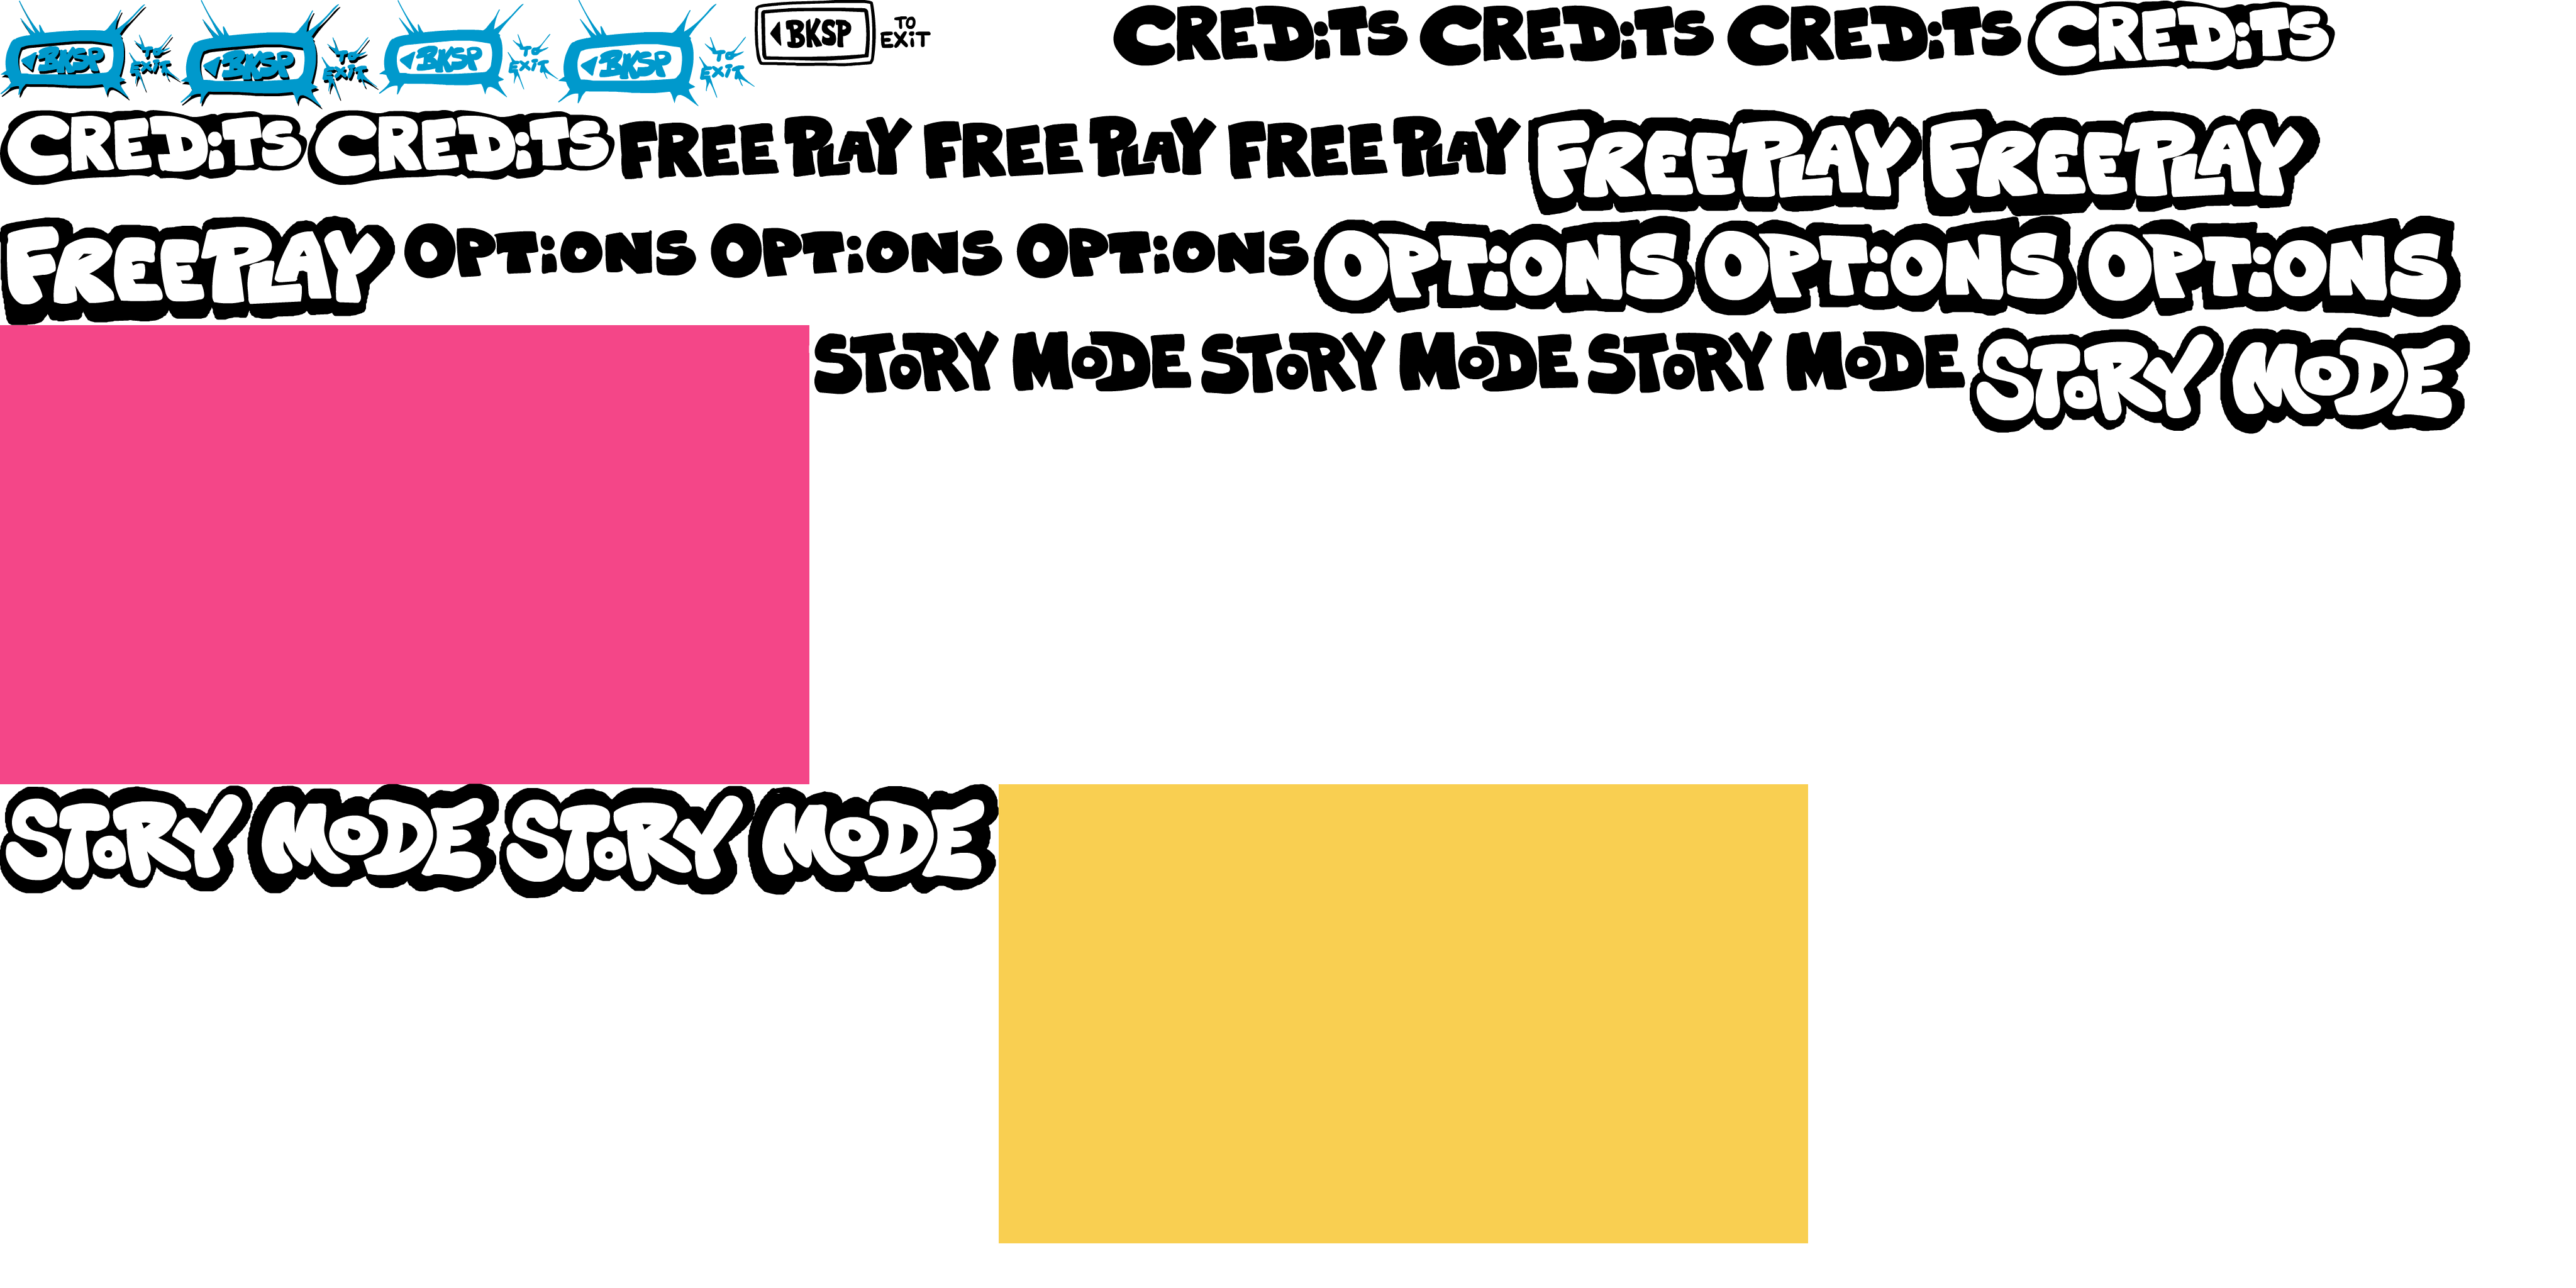 BKSP TO EXiT BKSP TO EXiT BKSP TO EXiT BKSP TO EXiT BKSP TO EXiT CREDiTS CREDiTS CREDiTS CREDiTS
CREDiTS CREDiTS FREE PLAY FREE PLAY FREE PLAY FREEPLAY FREEPLAY
FREEPLAY OPTiONS OPTiONS OPTiONS OPTiONS OPTiONS OPTiONS
STORY MODE STORY MODE STORY MODE STORY MODE
STORY MODE STORY MODE